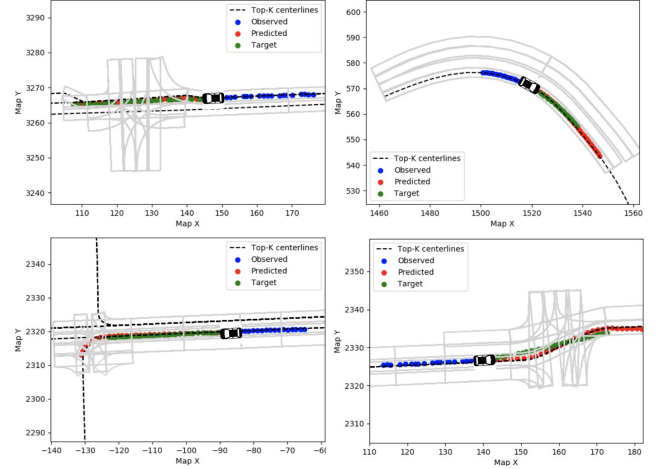 3290
3280
3270
3260
3250
3240
Map Y
110 120 130 140 150 160 170
Map X
Top-K centerlines
Observed
Predicted
Target
600
590
580
570
560
550
540
530
Map Y
1460 1480 1500 1520 1540 1560
Map X
Top-K centerlines
Observed
Predicted
Target
2340
2330
2320
2310
2300
2290
Map Y
−140 −130 −120 −110 −100 −90 −80 −70 −60
Map X
Top-K centerlines
Observed
Predicted
Target
2350
2340
2330
2320
2310
Map Y
110 120 130 140 150 160 170 180
Map X
Top-K centerlines
Observed
Predicted
Target